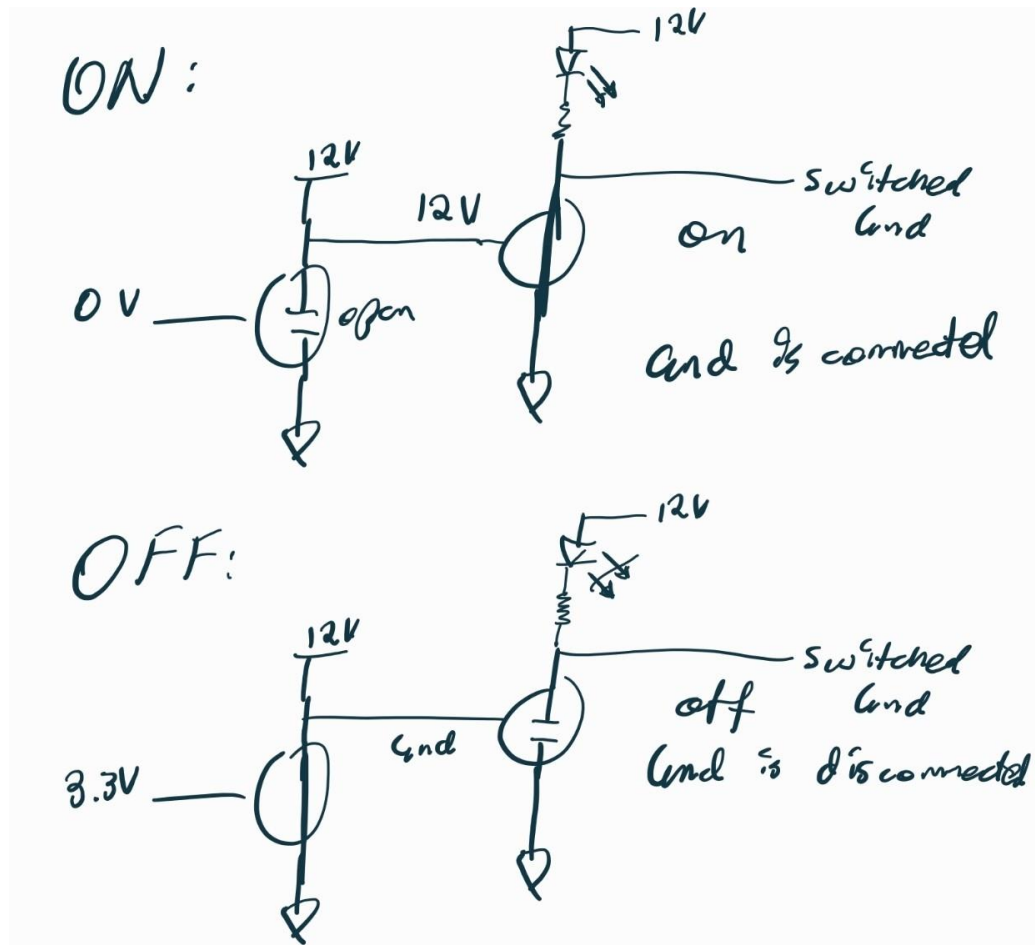 ON:
12V
12V
12V
Switched
Gnd
on
0 V
open
Gnd is connected
OFF:
12V
12V
Switched
Gnd
off
Gnd
3.3V
Gnd is disconnected